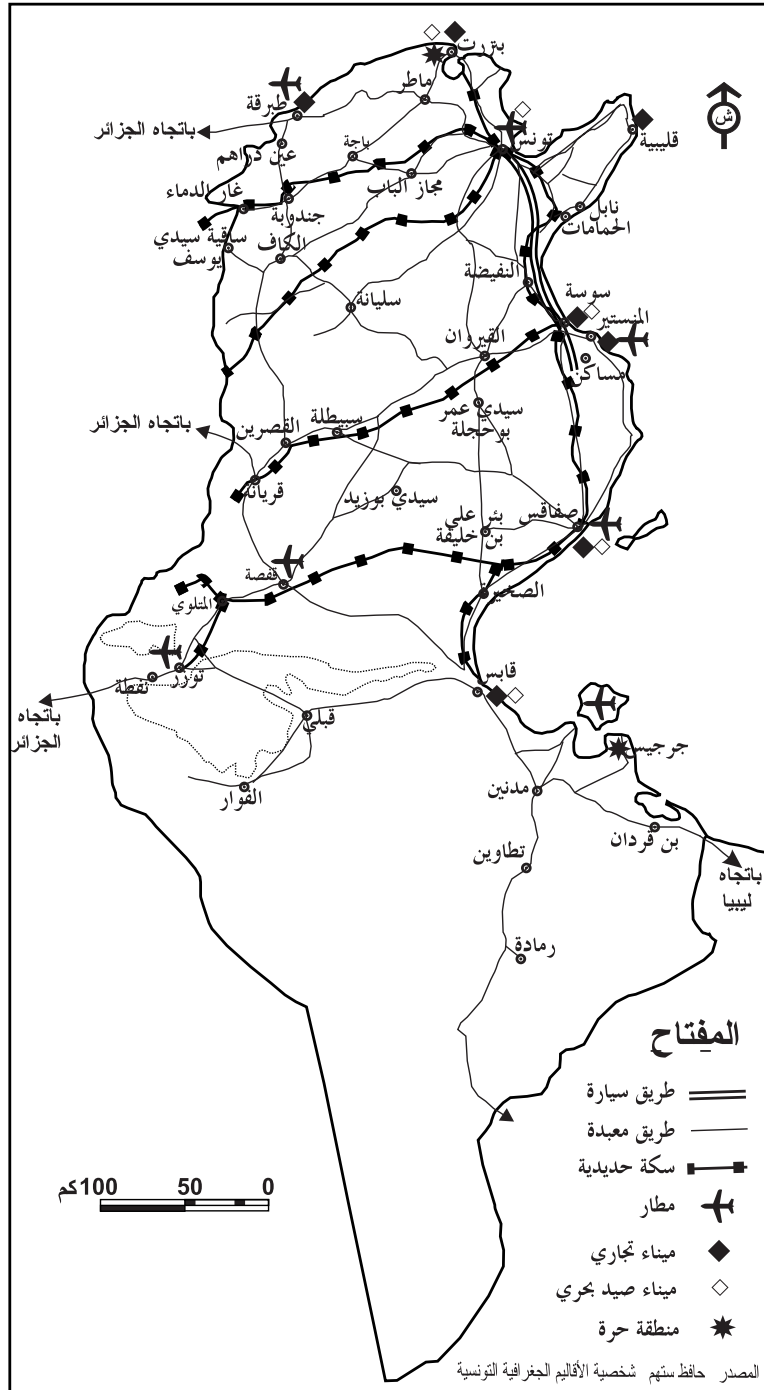 بنزرت
ماطر
طبرقة
باتجاه الجزائر
تونس
قليبية
ش
عين دراهم
باجة
مجاز الباب
غار الدماء
جندوبة
نابل
الحمامات
ساقية سيدي
يوسف
الكاف
النفيضة
سليانة
سوسة
المنستير
القيروان
مساكن
سيدي عمر
بوحجلة
باتجاه الجزائر
القصرين
سبيطلة
قريانة
سيدي بوزيد
بئر علي
بن خليفة
صفاقس
قفصة
المتلوي
الصخيرة
توزر
نفطة
قابس
باتجاه
الجزائر
قبلي
جرجيس
الفوار
مدنين
بن قردان
تطاوين
باتجاه
ليبيا
رمادة
المفتاح
طريق سيارة
طريق معبدة
سكة حديدية
مطار
ميناء تجاري
ميناء صيد بحري
منطقة حرة
0 50 100 كم
المصدر حافظ ستهم شخصية الأقاليم الجغرافية التونسية